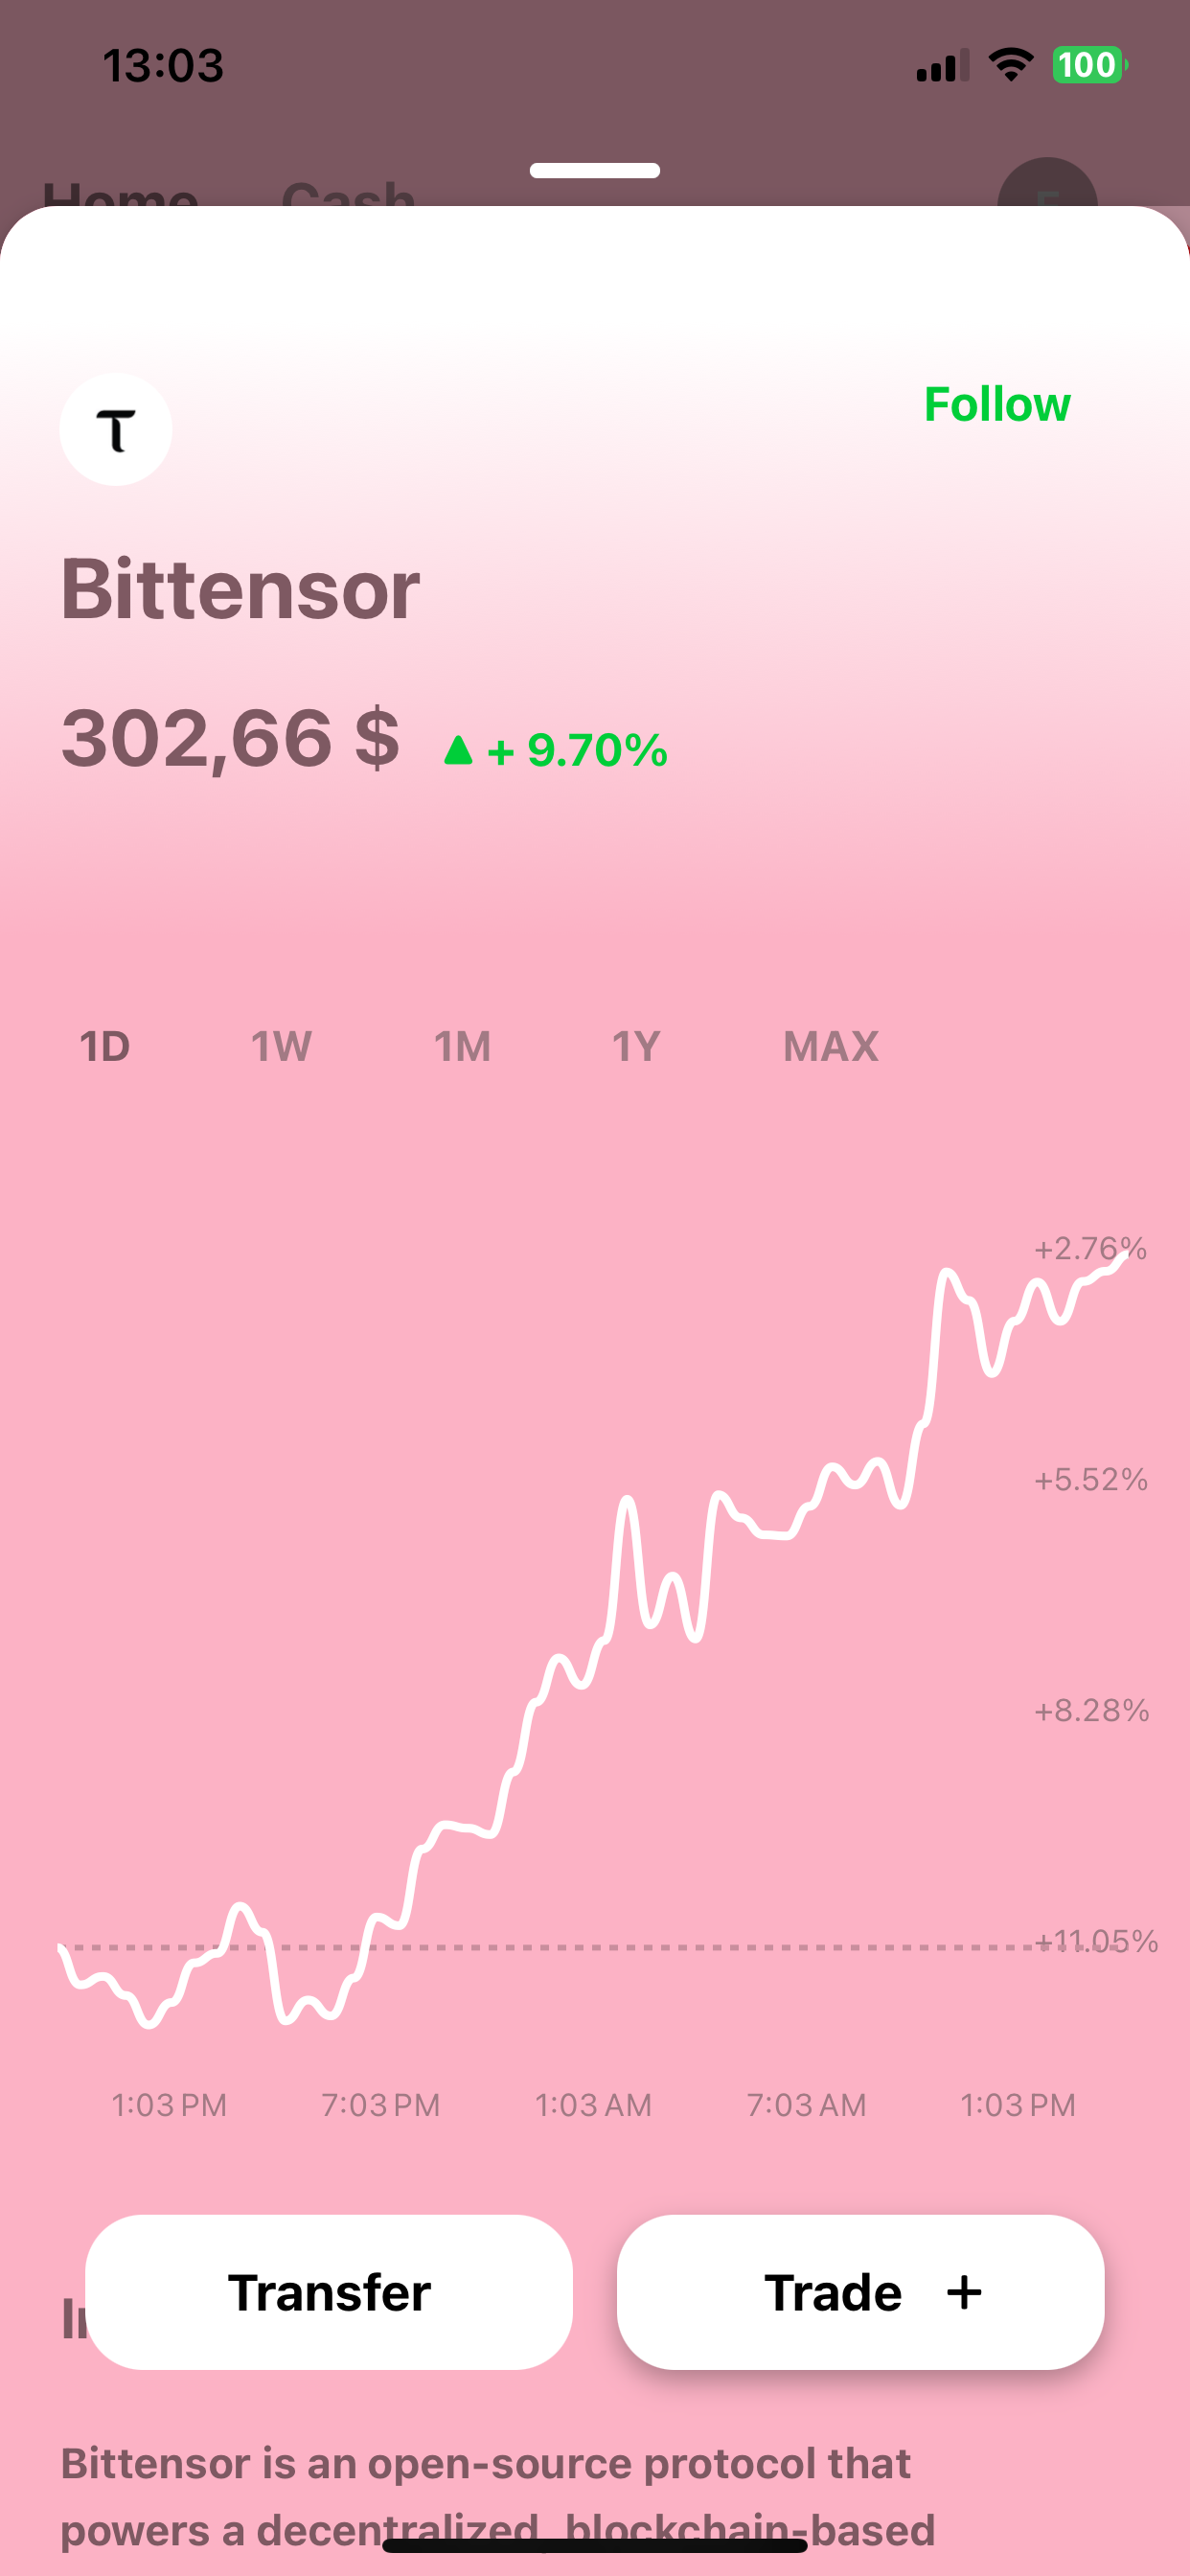 13:03
100
Home Cash
Follow
Bittensor
302,66 $ ▲ + 9.70%
1D 1W 1M 1Y MAX
+2.76%
+5.52%
+8.28%
+11.05%
1:03 PM 7:03 PM 1:03 AM 7:03 AM 1:03 PM
Transfer Trade +
Bittensor is an open-source protocol that
powers a decentralized, blockchain-based